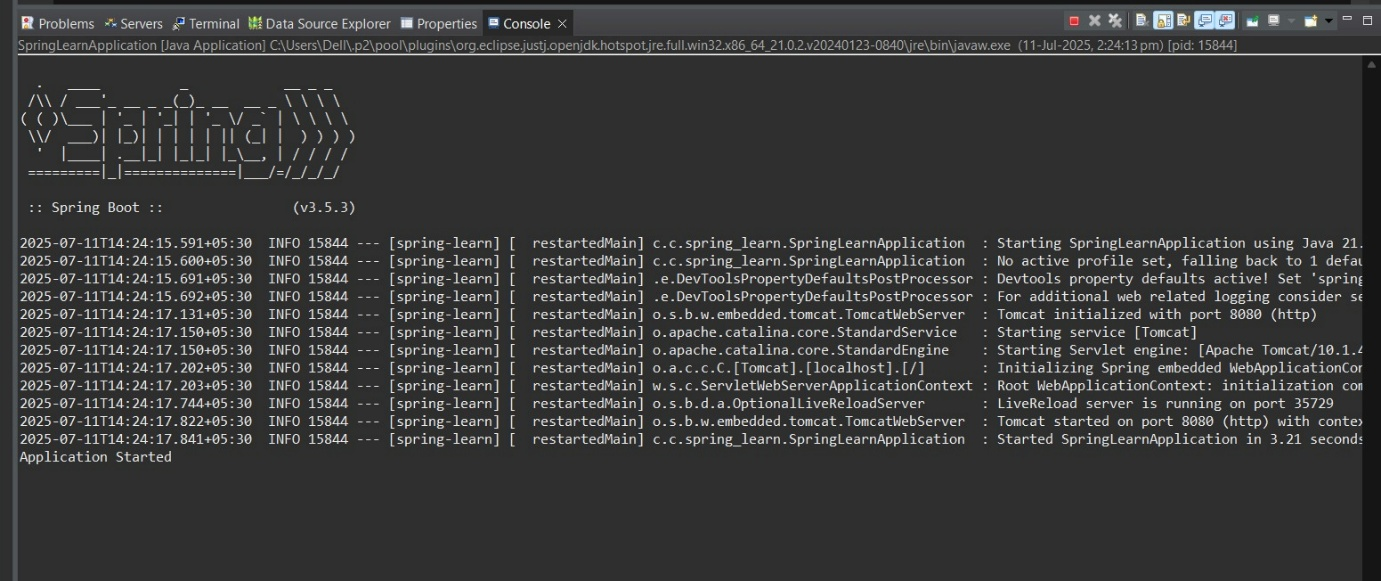 Problems Servers Terminal Data Source Explorer Properties Console
SpringLearnApplication [Java Application] C:\Users\Dell\.p2\pool\plugins\org.eclipse.justj.openjdk.hotspot.jre.full.win32.x86_64_21.0.2.v20240123-0840\jre\bin\javaw.exe (11-Jul-2025, 2:24:13 pm) [pid: 15844]
  .   ____          _            __ _ _
 /\\ / ___'_ __ _ _(_)_ __  __ _ \ \ \ \
( ( )\___ | '_ | '_| | '_ \/ _` | \ \ \ \
 \\/  ___)| |_)| | | | | || (_| |  ) ) ) )
  '  |____| .__|_| |_|_| |_\__, | / / / /
 =========|_|==============|___/=/_/_/_/
 :: Spring Boot ::                (v3.5.3)
2025-07-11T14:24:15.591+05:30  INFO 15844 --- [spring-learn] [  restartedMain] c.c.spring_learn.SpringLearnApplication  : Starting SpringLearnApplication using Java 21.
2025-07-11T14:24:15.600+05:30  INFO 15844 --- [spring-learn] [  restartedMain] c.c.spring_learn.SpringLearnApplication  : No active profile set, falling back to 1 defau
2025-07-11T14:24:15.691+05:30  INFO 15844 --- [spring-learn] [  restartedMain] .e.DevToolsPropertyDefaultsPostProcessor : Devtools property defaults active! Set 'spring
2025-07-11T14:24:15.692+05:30  INFO 15844 --- [spring-learn] [  restartedMain] .e.DevToolsPropertyDefaultsPostProcessor : For additional web related logging consider se
2025-07-11T14:24:17.131+05:30  INFO 15844 --- [spring-learn] [  restartedMain] o.s.b.w.embedded.tomcat.TomcatWebServer  : Tomcat initialized with port 8080 (http)
2025-07-11T14:24:17.150+05:30  INFO 15844 --- [spring-learn] [  restartedMain] o.apache.catalina.core.StandardService   : Starting service [Tomcat]
2025-07-11T14:24:17.150+05:30  INFO 15844 --- [spring-learn] [  restartedMain] o.apache.catalina.core.StandardEngine    : Starting Servlet engine: [Apache Tomcat/10.1.4
2025-07-11T14:24:17.202+05:30  INFO 15844 --- [spring-learn] [  restartedMain] o.a.c.c.C.[Tomcat].[localhost].[/]       : Initializing Spring embedded WebApplicationCon
2025-07-11T14:24:17.203+05:30  INFO 15844 --- [spring-learn] [  restartedMain] w.s.c.ServletWebServerApplicationContext : Root WebApplicationContext: initialization com
2025-07-11T14:24:17.744+05:30  INFO 15844 --- [spring-learn] [  restartedMain] o.s.b.d.a.OptionalLiveReloadServer       : LiveReload server is running on port 35729
2025-07-11T14:24:17.822+05:30  INFO 15844 --- [spring-learn] [  restartedMain] o.s.b.w.embedded.tomcat.TomcatWebServer  : Tomcat started on port 8080 (http) with contex
2025-07-11T14:24:17.841+05:30  INFO 15844 --- [spring-learn] [  restartedMain] c.c.spring_learn.SpringLearnApplication  : Started SpringLearnApplication in 3.21 seconds
Application Started